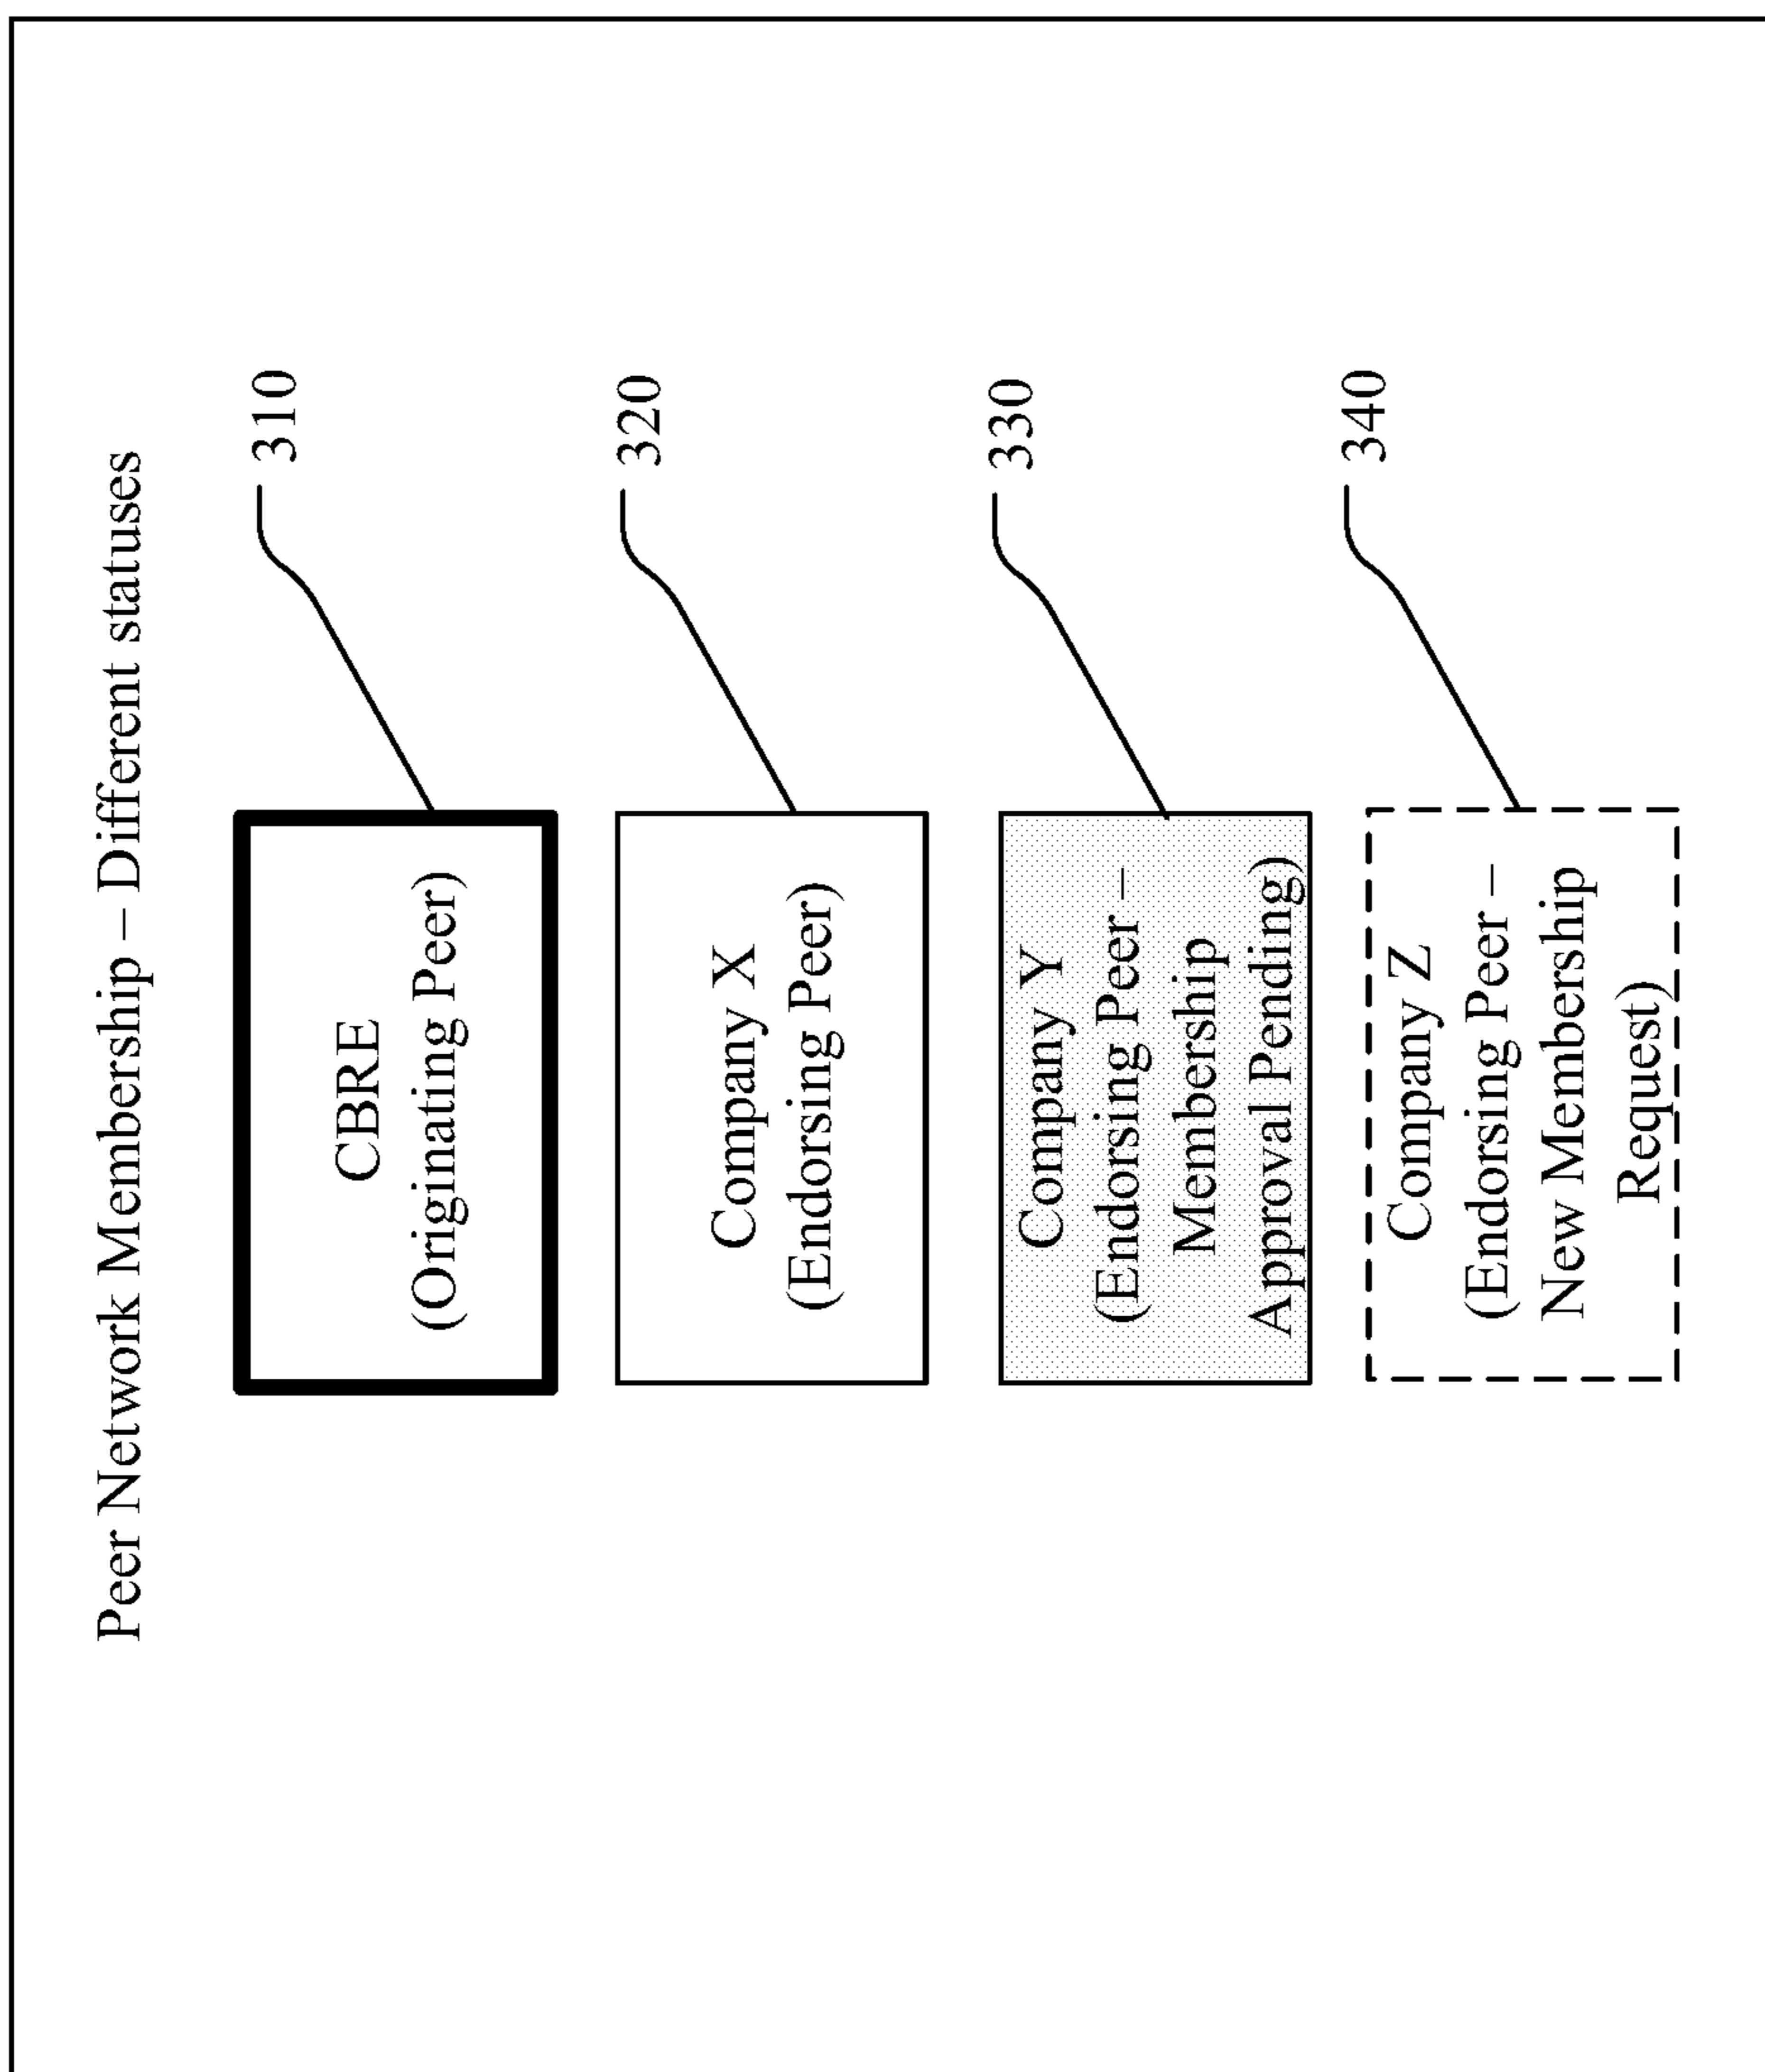 Peer Network Membership – Different statuses
CBRE
(Originating Peer)
310
Company X
(Endorsing Peer)
320
Company Y
(Endorsing Peer –
Membership
Approval Pending)
330
Company Z
(Endorsing Peer –
New Membership
Request)
340